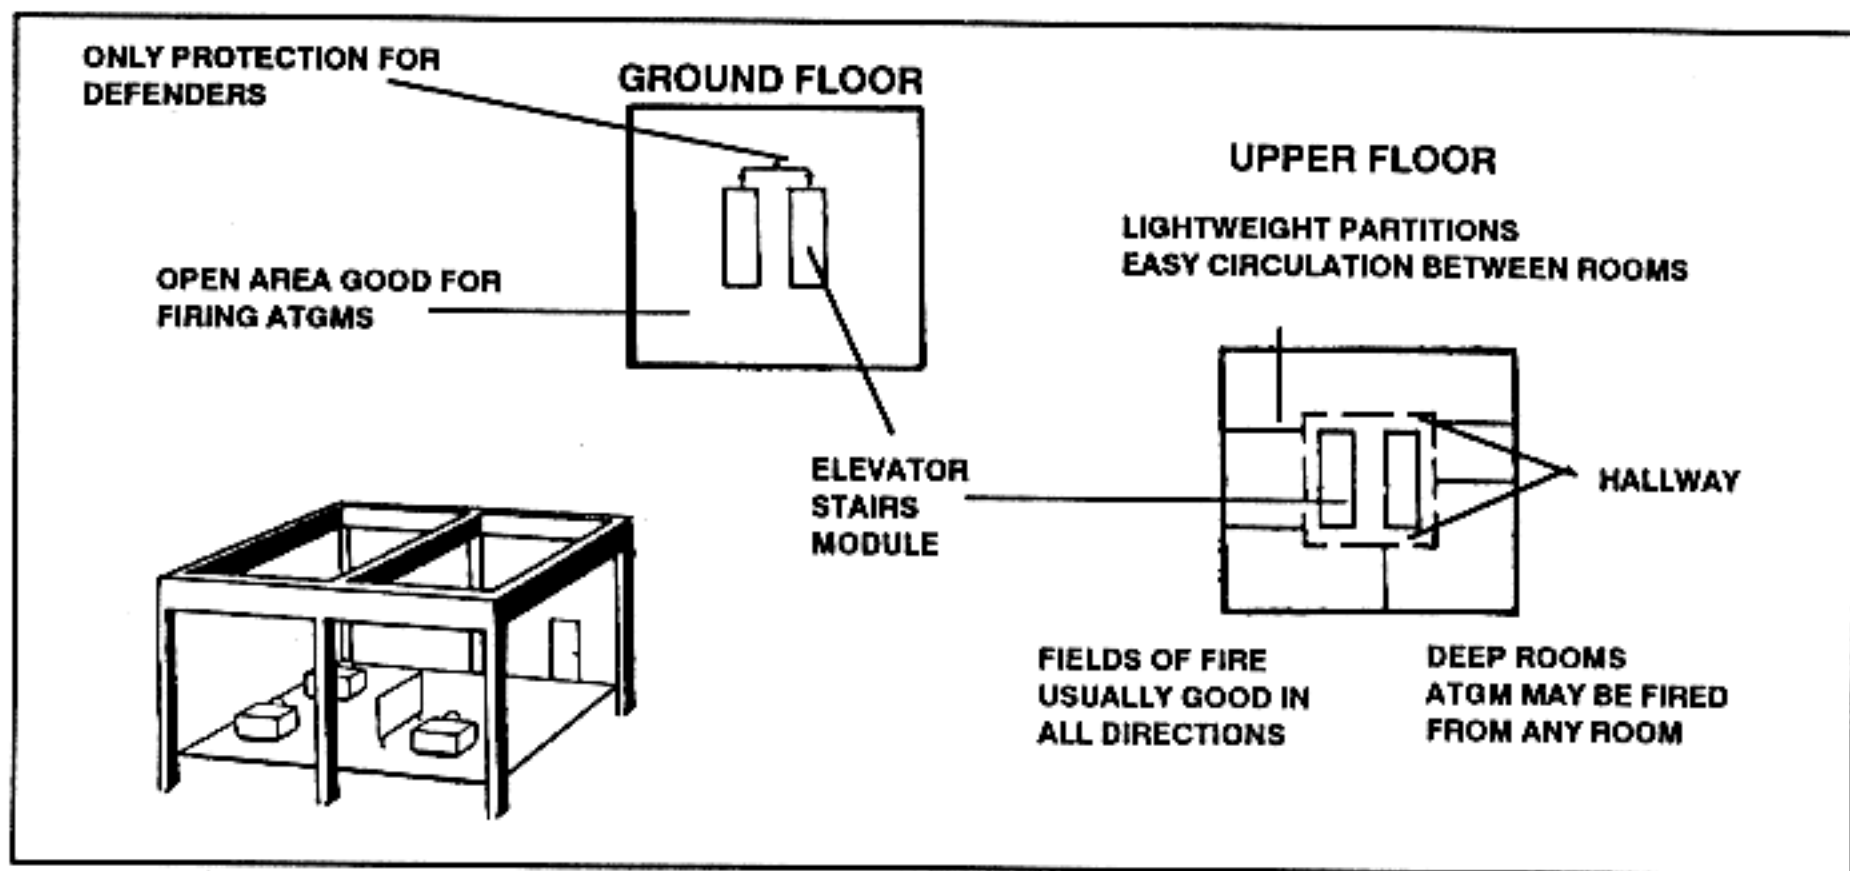 ONLY PROTECTION FOR
DEFENDERS
GROUND FLOOR
OPEN AREA GOOD FOR
FIRING ATGMS
UPPER FLOOR
LIGHTWEIGHT PARTITIONS
EASY CIRCULATION BETWEEN ROOMS
ELEVATOR
STAIRS
MODULE
HALLWAY
FIELDS OF FIRE
USUALLY GOOD IN
ALL DIRECTIONS
DEEP ROOMS
ATGM MAY BE FIRED
FROM ANY ROOM